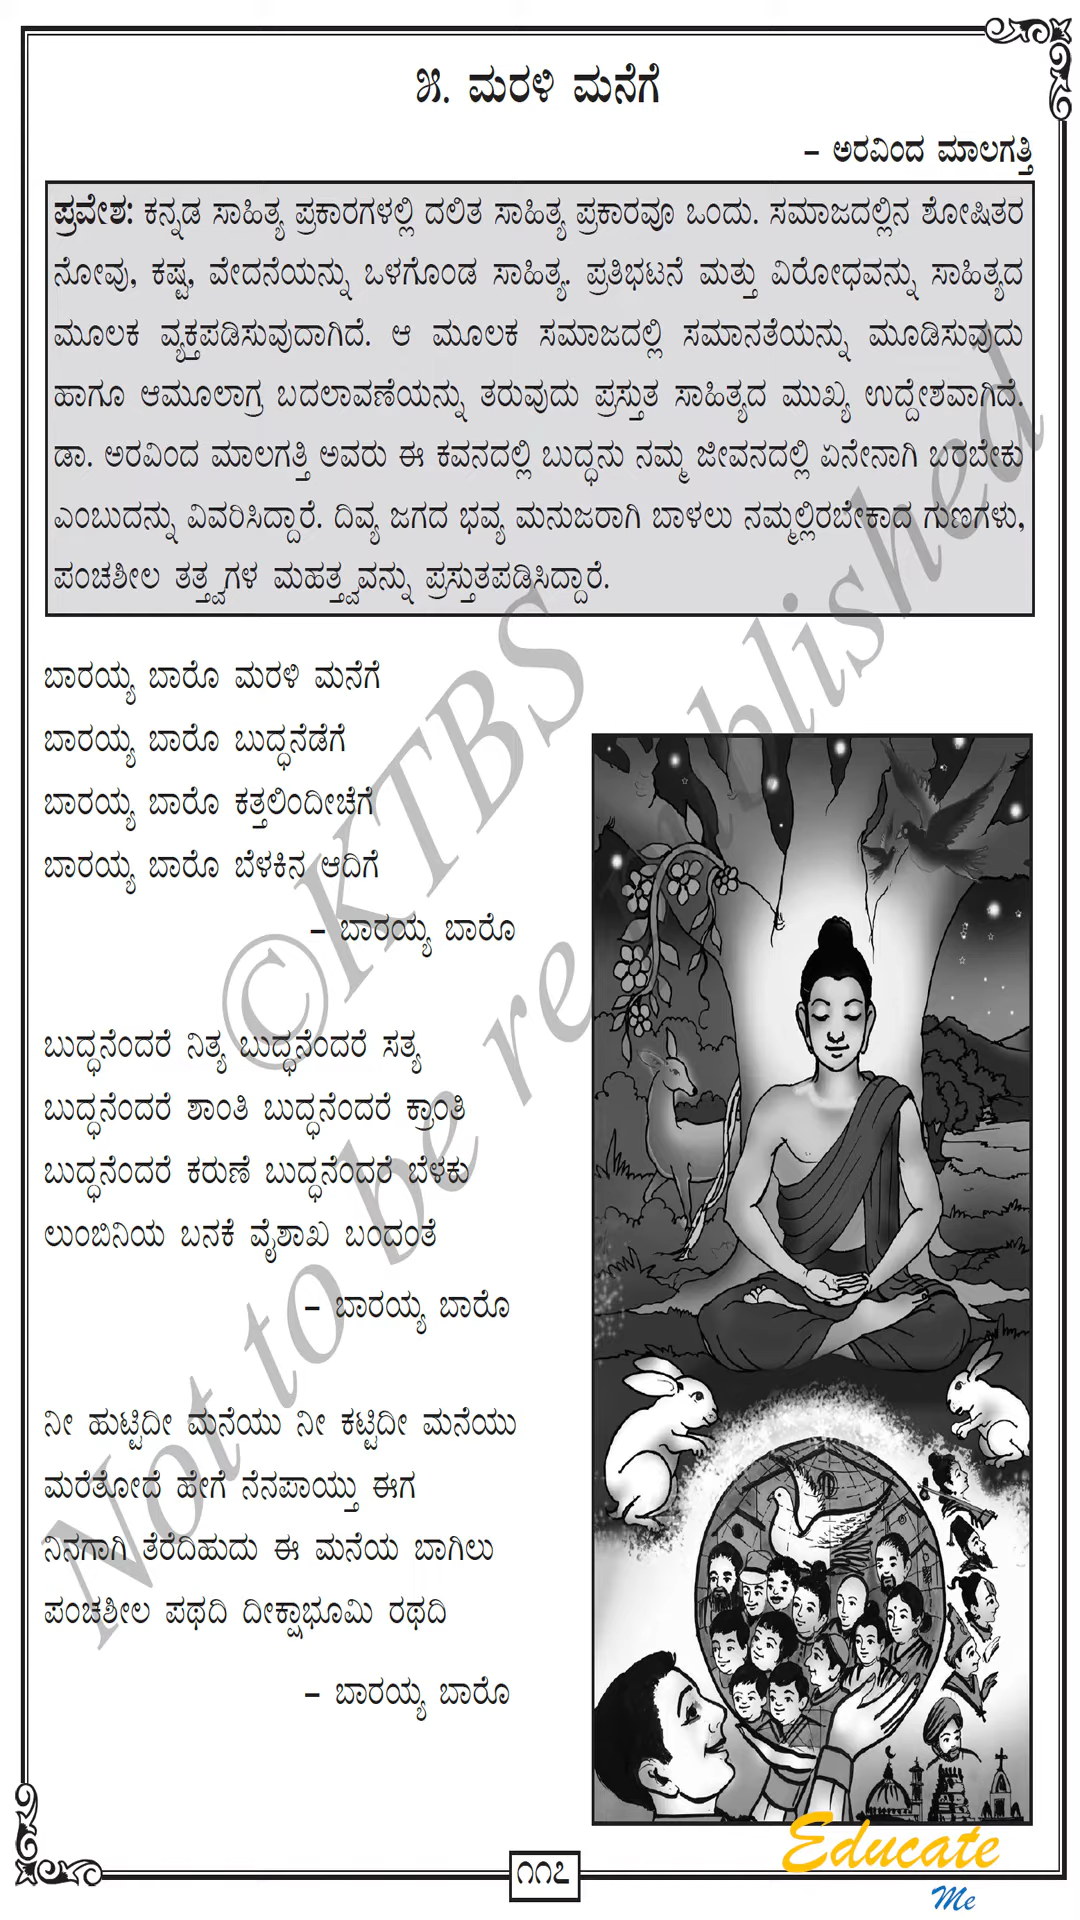 ೫. ಮರಳಿ ಮನೆಗೆ
– ಅರವಿಂದ ಮಾಲಗತ್ತಿ
ಪ್ರವೇಶ: ಕನ್ನಡ ಸಾಹಿತ್ಯ ಪ್ರಕಾರಗಳಲ್ಲಿ ದಲಿತ ಸಾಹಿತ್ಯ ಪ್ರಕಾರವೂ ಒಂದು. ಸಮಾಜದಲ್ಲಿನ ಶೋಷಿತರ
ನೋವು, ಕಷ್ಟ, ವೇದನೆಯನ್ನು ಒಳಗೊಂಡ ಸಾಹಿತ್ಯ. ಪ್ರತಿಭಟನೆ ಮತ್ತು ವಿರೋಧವನ್ನು ಸಾಹಿತ್ಯದ
ಮೂಲಕ ವ್ಯಕ್ತಪಡಿಸುವುದಾಗಿದೆ. ಆ ಮೂಲಕ ಸಮಾಜದಲ್ಲಿ ಸಮಾನತೆಯನ್ನು ಮೂಡಿಸುವುದು
ಹಾಗೂ ಆಮೂಲಾಗ್ರ ಬದಲಾವಣೆಯನ್ನು ತರುವುದು ಪ್ರಸ್ತುತ ಸಾಹಿತ್ಯದ ಮುಖ್ಯ ಉದ್ದೇಶವಾಗಿದೆ.
ಡಾ. ಅರವಿಂದ ಮಾಲಗತ್ತಿ ಅವರು ಈ ಕವನದಲ್ಲಿ ಬುದ್ಧನು ನಮ್ಮ ಜೀವನದಲ್ಲಿ ಏನೇನಾಗಿ ಬರಬೇಕು
ಎಂಬುದನ್ನು ವಿವರಿಸಿದ್ದಾರೆ. ದಿವ್ಯ ಜಗದ ಭವ್ಯ ಮನುಜರಾಗಿ ಬಾಳಲು ನಮ್ಮಲ್ಲಿರಬೇಕಾದ ಗುಣಗಳು,
ಪಂಚಶೀಲ ತತ್ತ್ವಗಳ ಮಹತ್ತ್ವವನ್ನು ಪ್ರಸ್ತುತಪಡಿಸಿದ್ದಾರೆ.
ಬಾರಯ್ಯ ಬಾರೊ ಮರಳಿ ಮನೆಗೆ
ಬಾರಯ್ಯ ಬಾರೊ ಬುದ್ಧನೆಡೆಗೆ
ಬಾರಯ್ಯ ಬಾರೊ ಕತ್ತಲಿಂದೀಚೆಗೆ
ಬಾರಯ್ಯ ಬಾರೊ ಬೆಳಕಿನ ಆದಿಗೆ
– ಬಾರಯ್ಯ ಬಾರೊ
ಬುದ್ಧನೆಂದರೆ ನಿತ್ಯ ಬುದ್ಧನೆಂದರೆ ಸತ್ಯ
ಬುದ್ಧನೆಂದರೆ ಶಾಂತಿ ಬುದ್ಧನೆಂದರೆ ಕ್ರಾಂತಿ
ಬುದ್ಧನೆಂದರೆ ಕರುಣೆ ಬುದ್ಧನೆಂದರೆ ಬೆಳಕು
ಲುಂಬಿನಿಯ ಬನಕೆ ವೈಶಾಖ ಬಂದಂತೆ
– ಬಾರಯ್ಯ ಬಾರೊ
ನೀ ಹುಟ್ಟಿದೀ ಮನೆಯು ನೀ ಕಟ್ಟಿದೀ ಮನೆಯು
ಮರೆತೋದೆ ಹೇಗೆ ನೆನಪಾಯ್ತು ಈಗ
ನಿನಗಾಗಿ ತೆರೆದಿಹುದು ಈ ಮನೆಯ ಬಾಗಿಲು
ಪಂಚಶೀಲ ಪಥದಿ ದೀಕ್ಷಾಭೂಮಿ ರಥದಿ
– ಬಾರಯ್ಯ ಬಾರೊ
©KTBS
Not to be republished
Educate
Me
೧೧೭